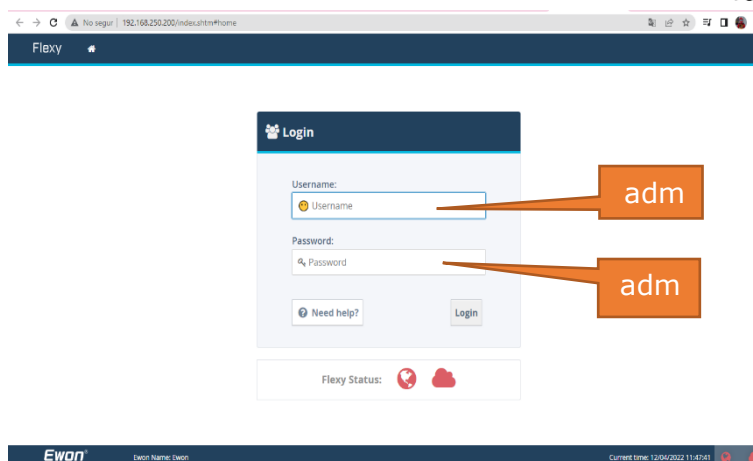 No segur | 192.168.250.200/index.shtm#home
Flexy
Login
Username:
Username
adm
Password:
Password
adm
Need help?
Login
Flexy Status:
Ewon®
Ewon Name: Ewon
Current time: 12/04/2022 11:47:41